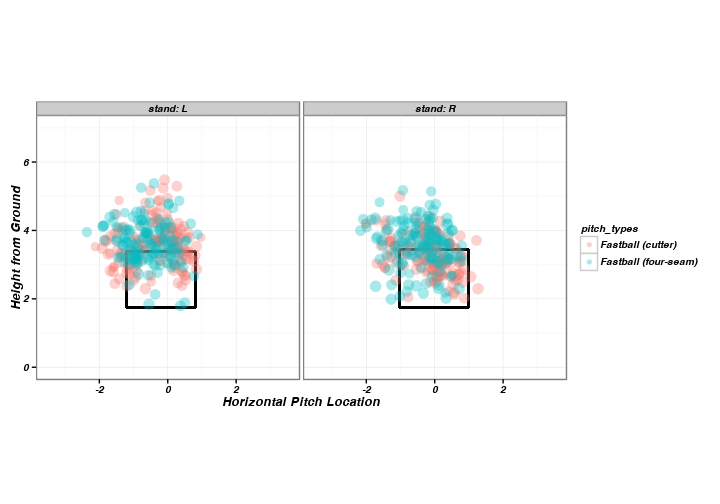 stand: L
stand: R
6
4
2
0
Height from Ground
-2
0
2
-2
0
2
Horizontal Pitch Location
pitch_types
Fastball (cutter)
Fastball (four-seam)